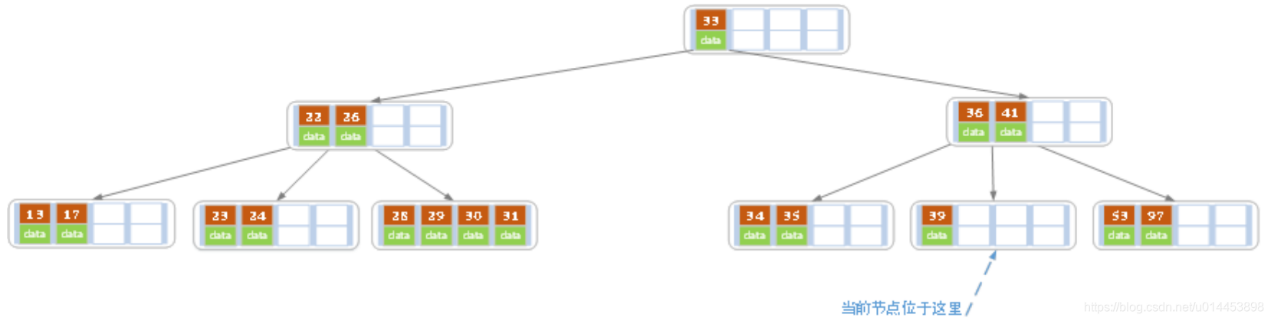 33
data
22 26
data data
36 41
data data
13 17
data data
23 24
data data
28 29 30 31
data data data data
34 35
data data
39
data
53 97
data data
当前节点位于这里
https://blog.csdn.net/u014453898